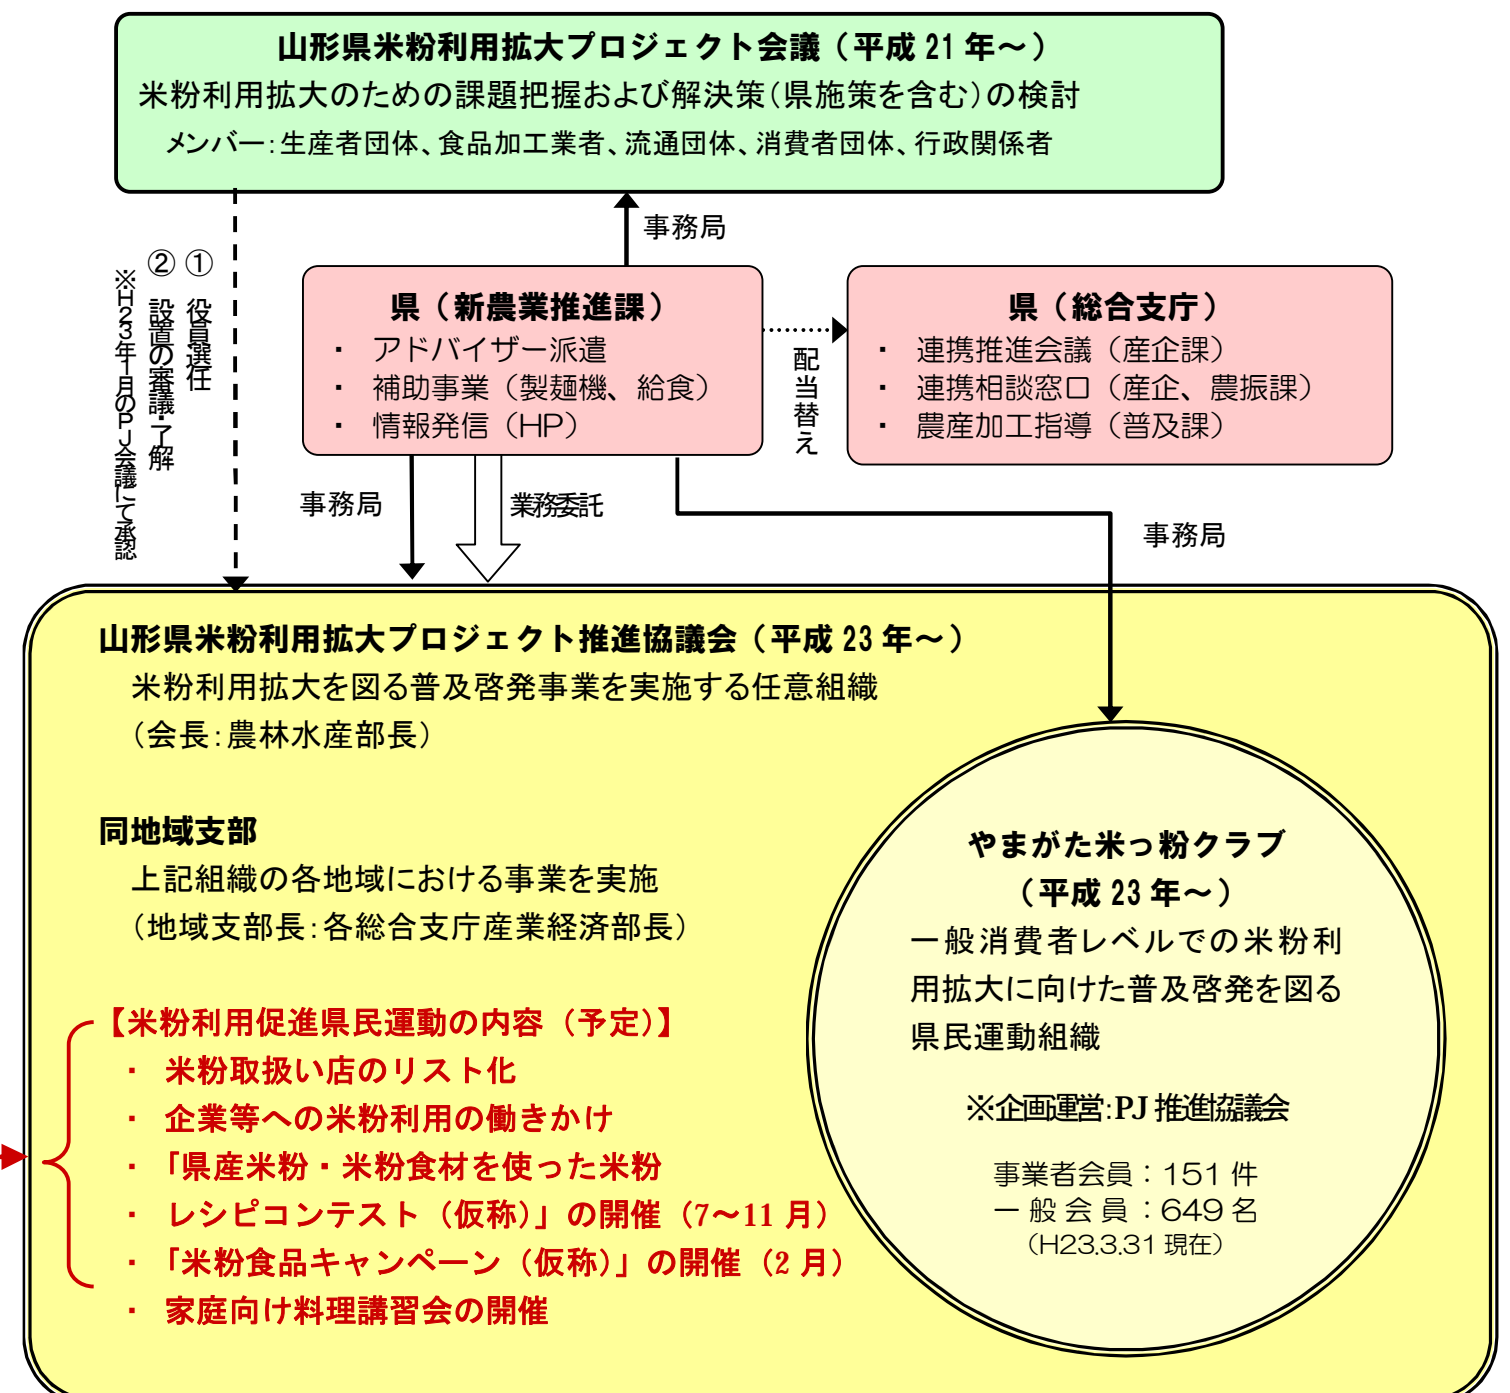 山形県米粉利用拡大プロジェクト会議（平成 21 年～）
米粉利用拡大のための課題把握および解決策（県施策を含む）の検討
メンバー：生産者団体、食品加工業者、流通団体、消費者団体、行政関係者
事務局
① 役員選任
② 設置の審議・了解
※H23年1月のPJ会議にて承認
県（新農業推進課）
・ アドバイザー派遣
・ 補助事業（製麺機、給食）
・ 情報発信（HP）
配当替え
県（総合支庁）
・ 連携推進会議（産企課）
・ 連携相談窓口（産企、農振課）
・ 農産加工指導（普及課）
事務局
業務委託
事務局
山形県米粉利用拡大プロジェクト推進協議会（平成 23 年～）
米粉利用拡大を図る普及啓発事業を実施する任意組織
（会長：農林水産部長）
同地域支部
上記組織の各地域における事業を実施
（地域支部長：各総合支庁産業経済部長）
【米粉利用促進県民運動の内容（予定）】
・ 米粉取扱い店のリスト化
・ 企業等への米粉利用の働きかけ
・ 「県産米粉・米粉食材を使った米粉
・ レシピコンテスト（仮称）」の開催（7～11 月）
・ 「米粉食品キャンペーン（仮称）」の開催（2 月）
・ 家庭向け料理講習会の開催
やまがた米っ粉クラブ
（平成 23 年～）
一般消費者レベルでの米粉利
用拡大に向けた普及啓発を図る
県民運動組織
※企画運営：PJ 推進協議会
事業者会員：151 件
一 般 会 員 ：649 名
（H23.3.31 現在）